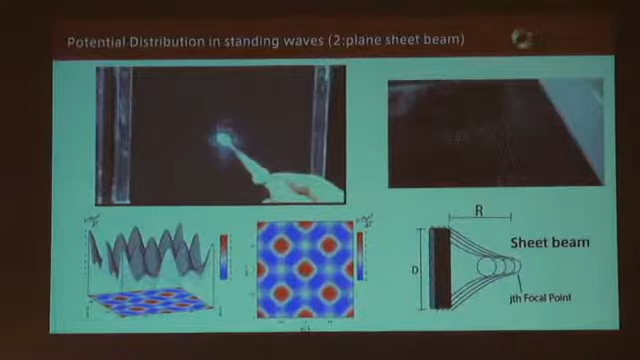 Potential Distribution in standing waves (2:plane sheet beam)
R
Sheet beam
D
jth Focal Point